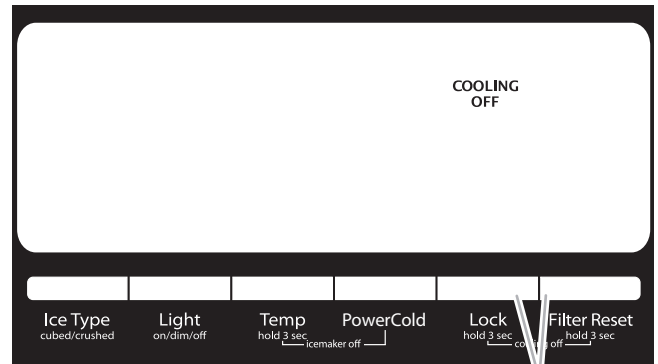 COOLING
OFF
Ice Type
cubed/crushed
Light
on/dim/off
Temp
hold 3 sec
PowerCold
Icemaker off
Lock
hold 3 sec
Filter Reset
hold 3 sec
off